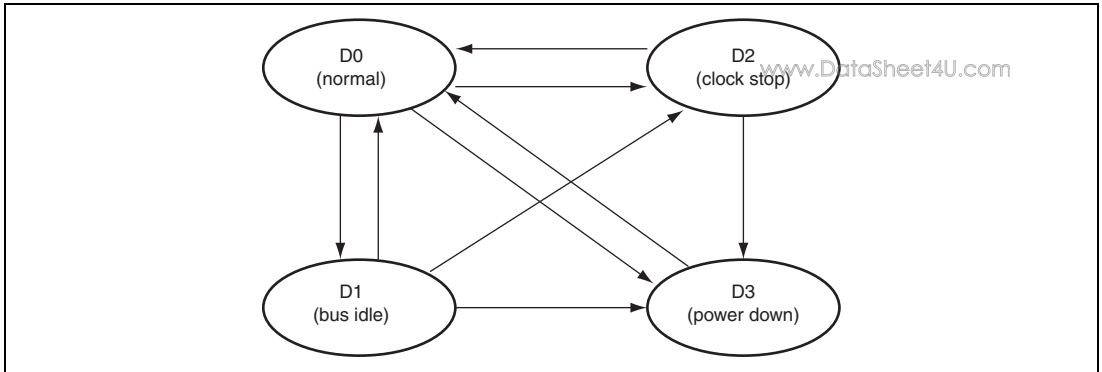 D0
(normal)
D2
(clock stop)
www.DataSheet4U.com
D1
(bus idle)
D3
(power down)